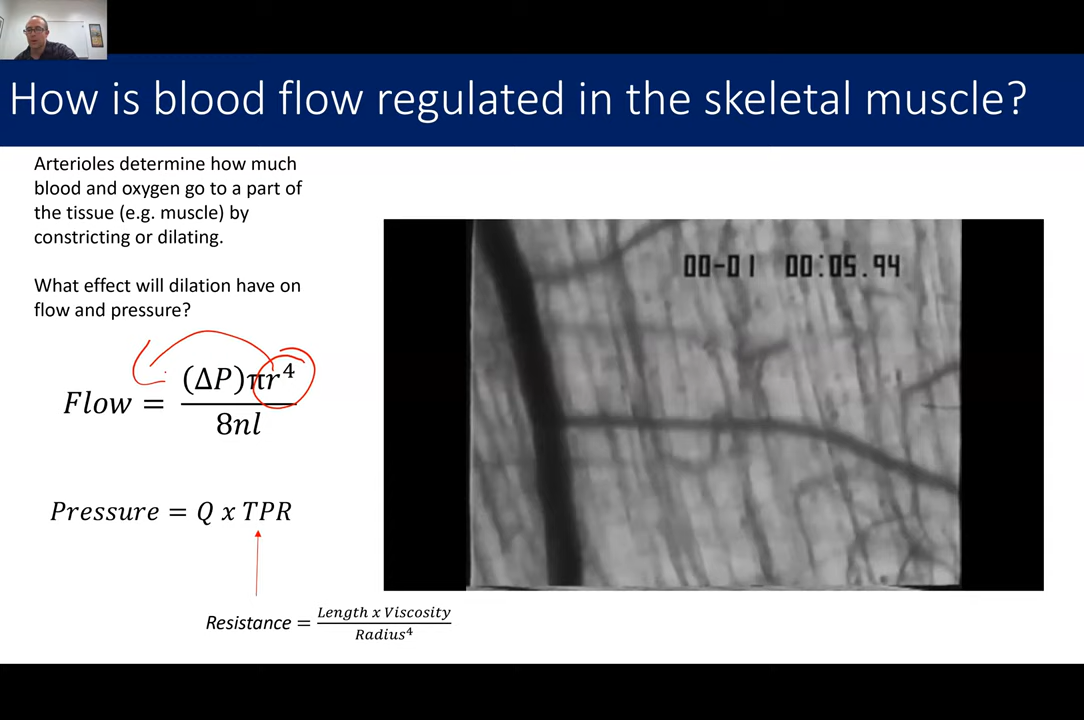 How is blood flow regulated in the skeletal muscle?
Arterioles determine how much
blood and oxygen go to a part of
the tissue (e.g. muscle) by
constricting or dilating.
What effect will dilation have on
flow and pressure?
Flow = (ΔP)πr⁴ / 8nl
Pressure = Q x TPR
Resistance = Length x Viscosity / Radius⁴
00-01 00:05.94